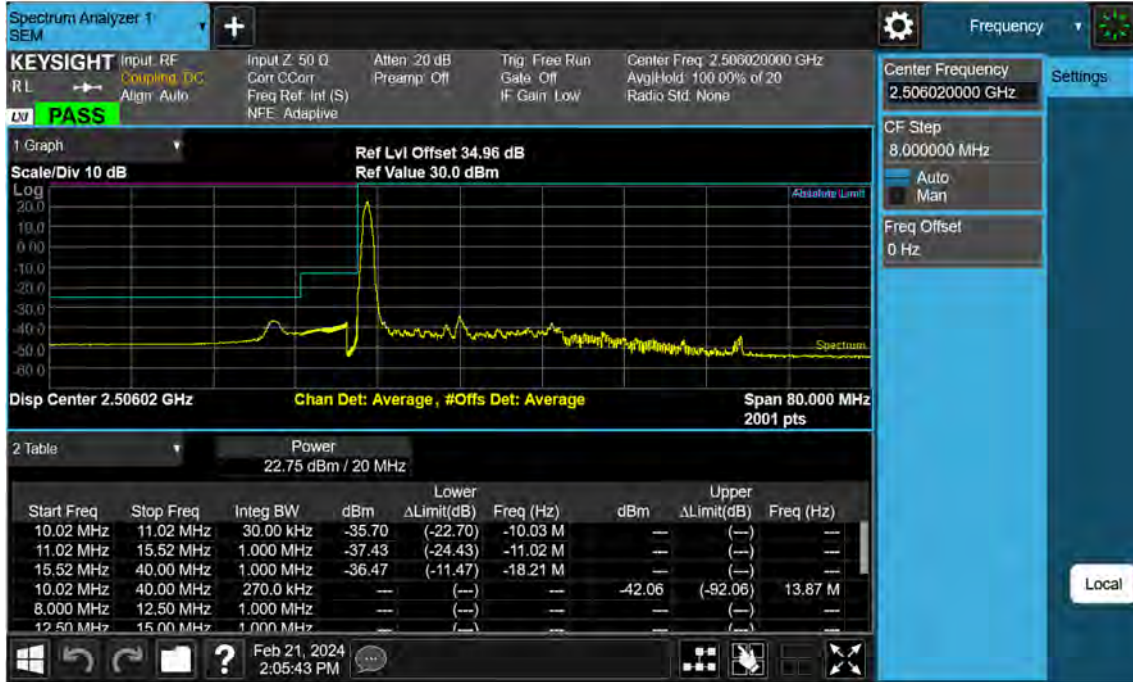 Spectrum Analyzer 1
SEM
+
Frequency
KEYSIGHT
RL
LXI
PASS
Input: RF
Coupling: DC
Align: Auto
Input Z: 50 Ω
Corr CCorr
Freq Ref: Int (S)
NFE: Adaptive
Atten: 20 dB
Preamp: Off
Trig: Free Run
Gate: Off
IF Gain: Low
Center Freq: 2.506020000 GHz
Avg|Hold: 100.00% of 20
Radio Std: None
Center Frequency
2.506020000 GHz
Settings
CF Step
8.000000 MHz
Auto
Man
Freq Offset
0 Hz
1 Graph
Scale/Div 10 dB
Ref Lvl Offset 34.96 dB
Ref Value 30.0 dBm
Log
20.0
10.0
0.00
-10.0
-20.0
-30.0
-40.0
-50.0
-60.0
Absolute Limit
Spectrum
Disp Center 2.50602 GHz
Chan Det: Average, #Offs Det: Average
Span 80.000 MHz
2001 pts
2 Table
Power
22.75 dBm / 20 MHz
Lower Upper
Start Freq Stop Freq Integ BW dBm ΔLimit(dB) Freq (Hz) dBm ΔLimit(dB) Freq (Hz)
10.02 MHz 11.02 MHz 30.00 kHz -35.70 (-22.70) -10.03 M --- (---) ---
11.02 MHz 15.52 MHz 1.000 MHz -37.43 (-24.43) -11.02 M --- (---) ---
15.52 MHz 40.00 MHz 1.000 MHz -36.47 (-11.47) -18.21 M --- (---) ---
10.02 MHz 40.00 MHz 270.0 kHz --- (---) --- -42.06 (-92.06) 13.87 M
8.000 MHz 12.50 MHz 1.000 MHz --- (---) --- --- (---) ---
12.50 MHz 15.00 MHz 1.000 MHz --- (---) --- --- (---) ---
Local
?
Feb 21, 2024
2:05:43 PM